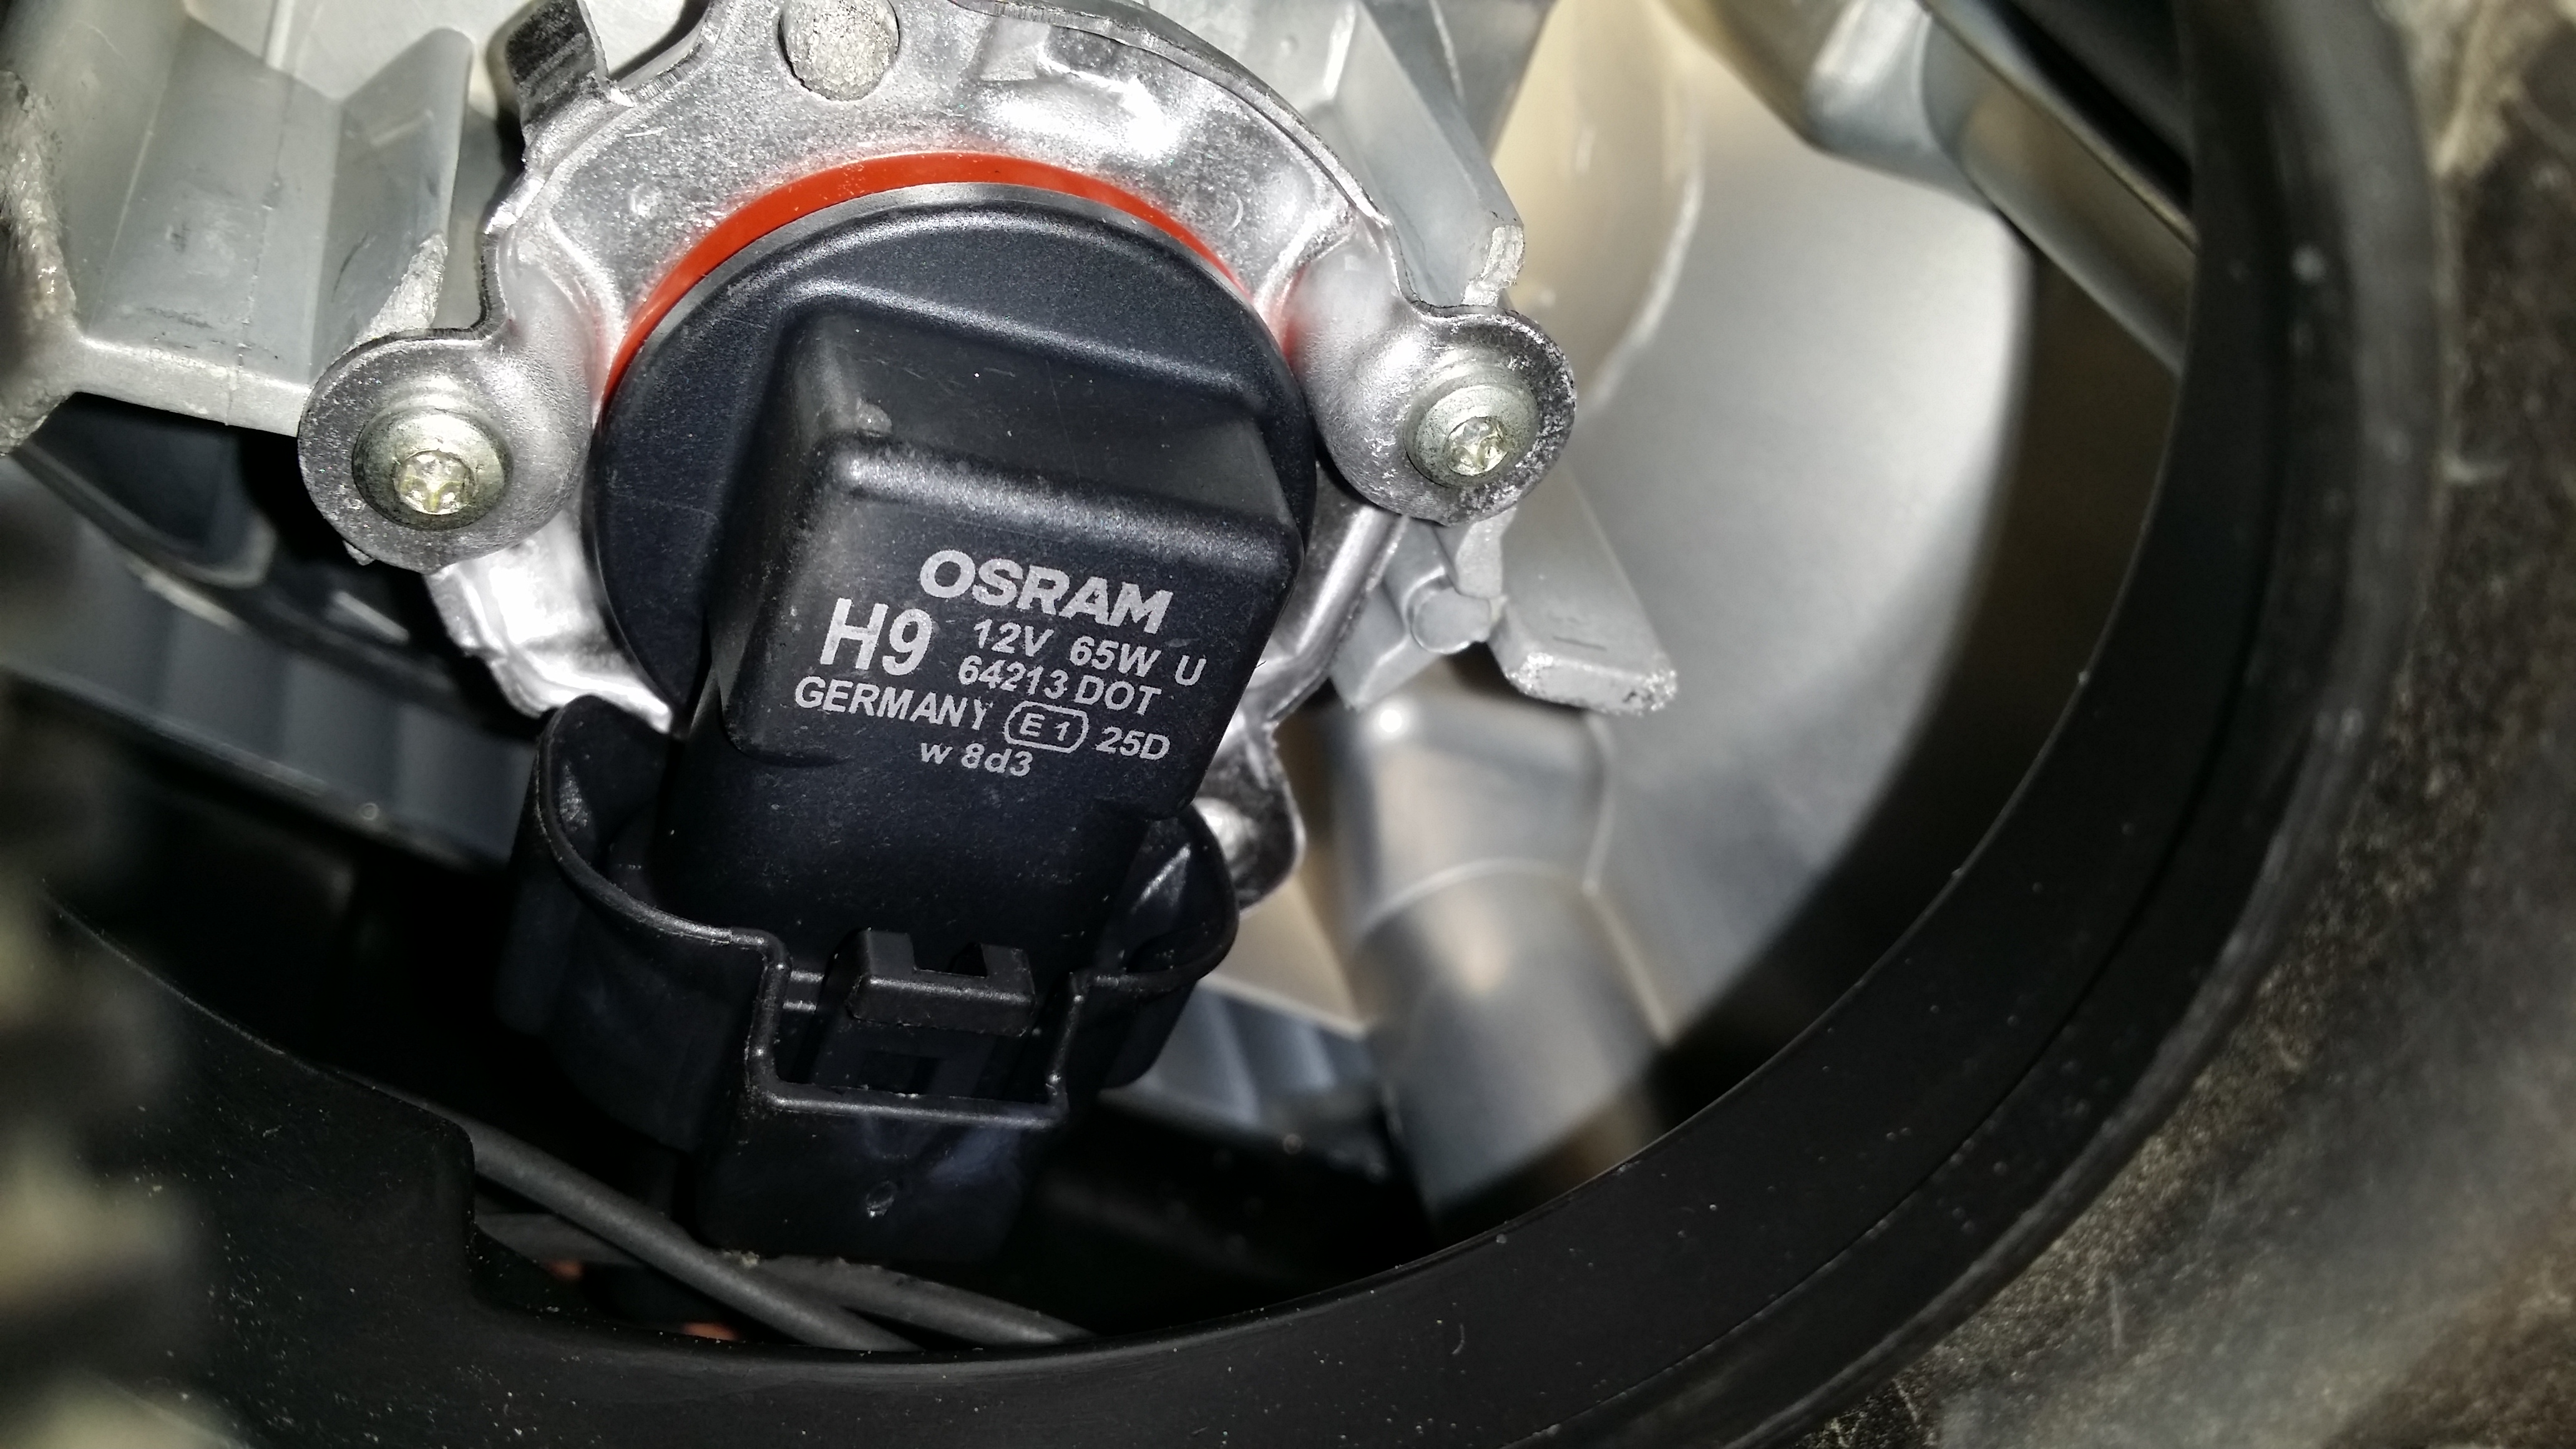 OSRAM
H9 12V 65W U
64213 DOT
GERMANY E1 25D
w 8d3